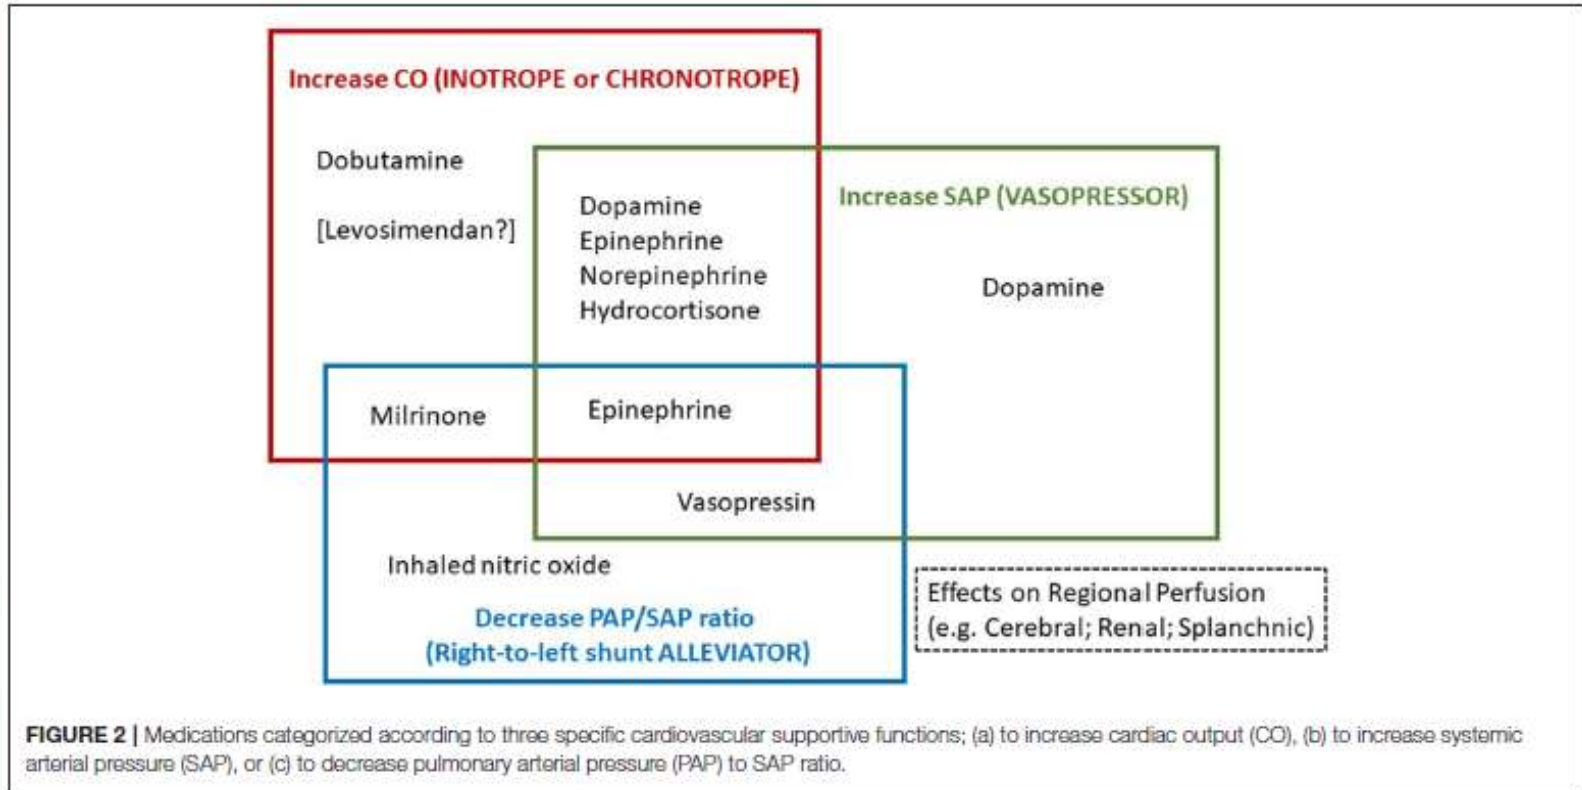 Increase CO (INOTROPE or CHRONOTROPE)
Dobutamine
[Levosimendan?]
Dopamine
Epinephrine
Norepinephrine
Hydrocortisone
Increase SAP (VASOPRESSOR)
Dopamine
Milrinone
Epinephrine
Vasopressin
Inhaled nitric oxide
Decrease PAP/SAP ratio
(Right-to-left shunt ALLEVIATOR)
Effects on Regional Perfusion
(e.g. Cerebral; Renal; Splanchnic)
FIGURE 2 | Medications categorized according to three specific cardiovascular supportive functions; (a) to increase cardiac output (CO), (b) to increase systemic
arterial pressure (SAP), or (c) to decrease pulmonary arterial pressure (PAP) to SAP ratio.